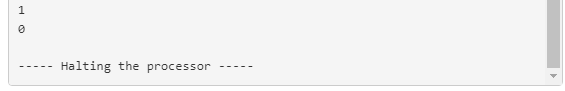 1
0
----- Halting the processor -----